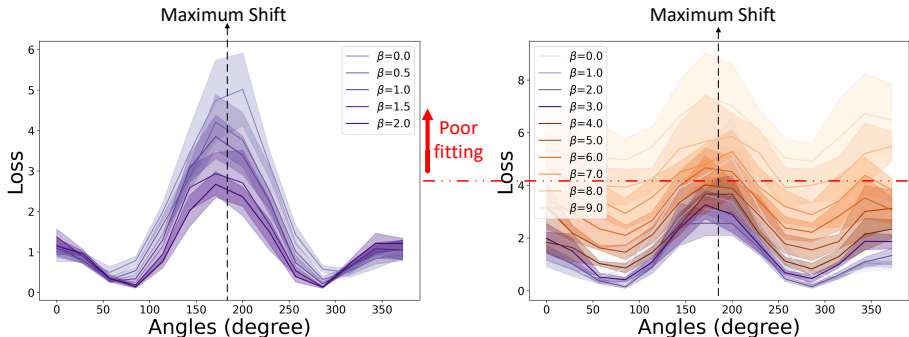 Maximum Shift
Maximum Shift
6
5
4
3
2
1
0
Loss
β=0.0
β=0.5
β=1.0
β=1.5
β=2.0
0
50
100
150
200
250
300
350
Angles (degree)
Poor
fitting
8
6
4
2
0
Loss
β=0.0
β=1.0
β=2.0
β=3.0
β=4.0
β=5.0
β=6.0
β=7.0
β=8.0
β=9.0
0
50
100
150
200
250
300
350
Angles (degree)